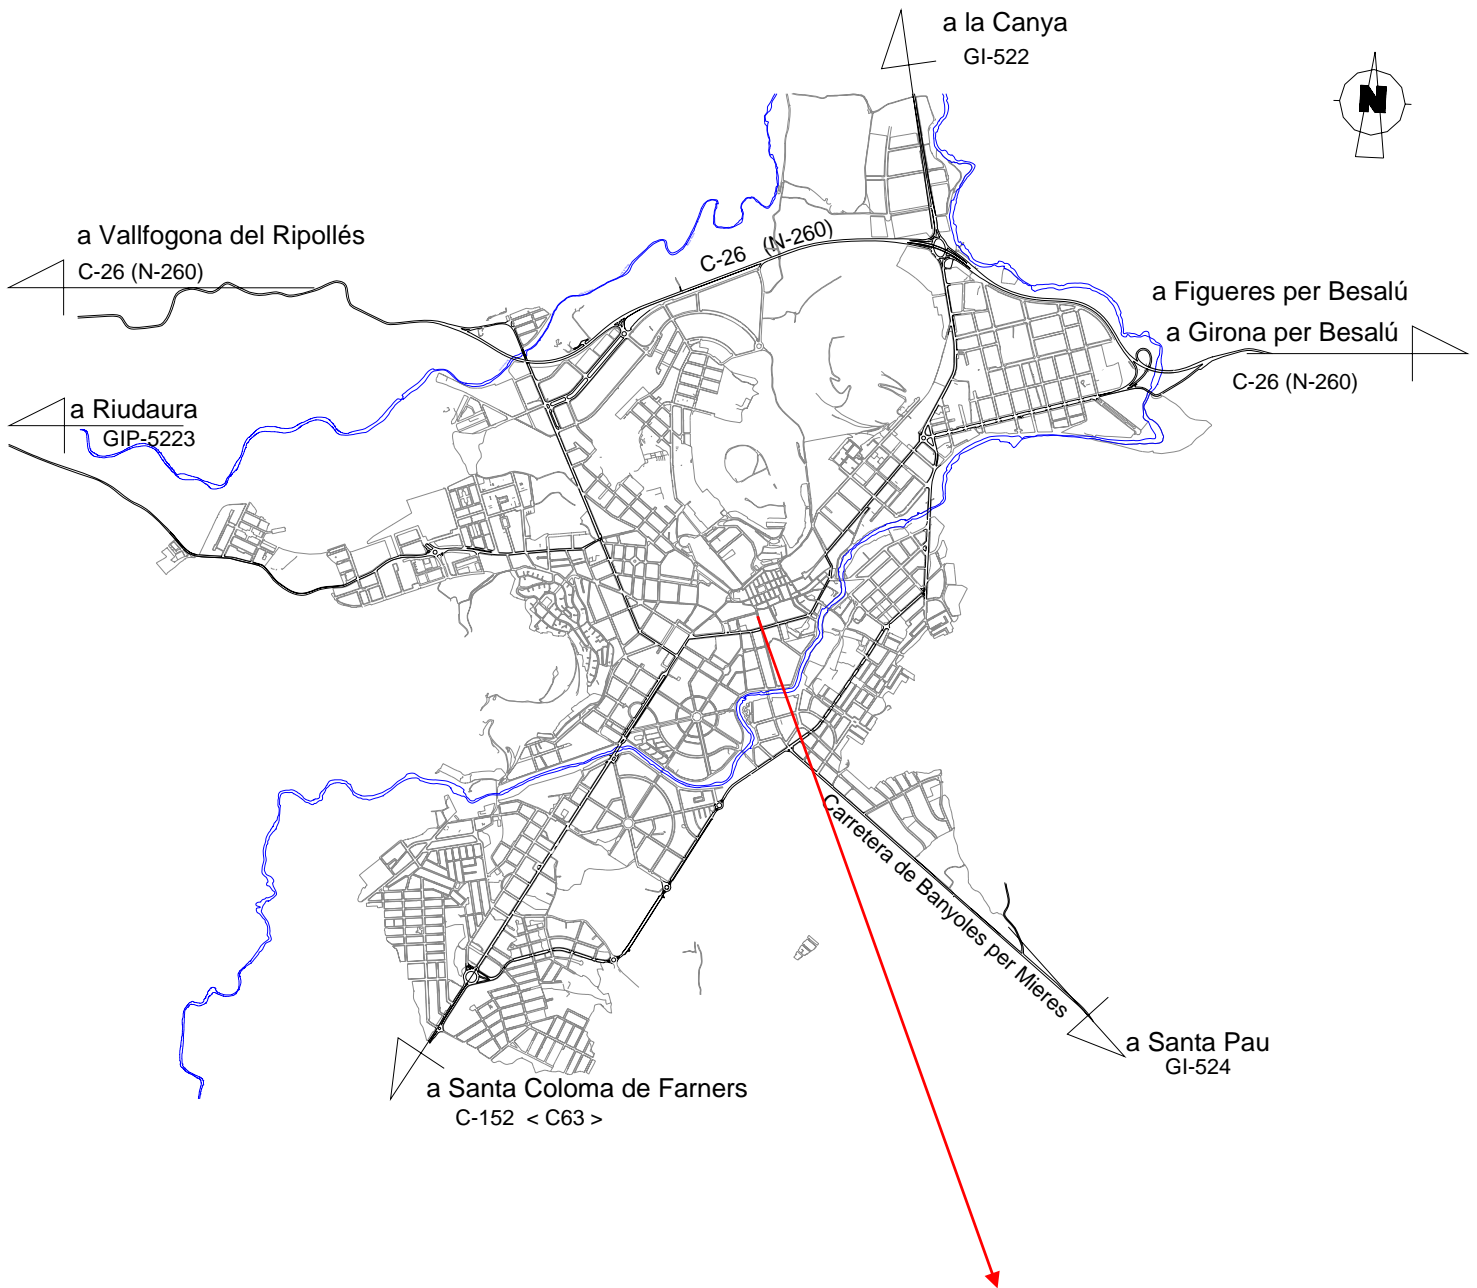 a la Canya
GI-522
N
a Vallfogona del Ripollés
C-26 (N-260)
C-26 (N-260)
a Figueres per Besalú
a Girona per Besalú
C-26 (N-260)
a Riudaura
GIP-5223
Carretera de Banyoles per Mieres
a Santa Pau
GI-524
a Santa Coloma de Farners
C-152 < C63 >